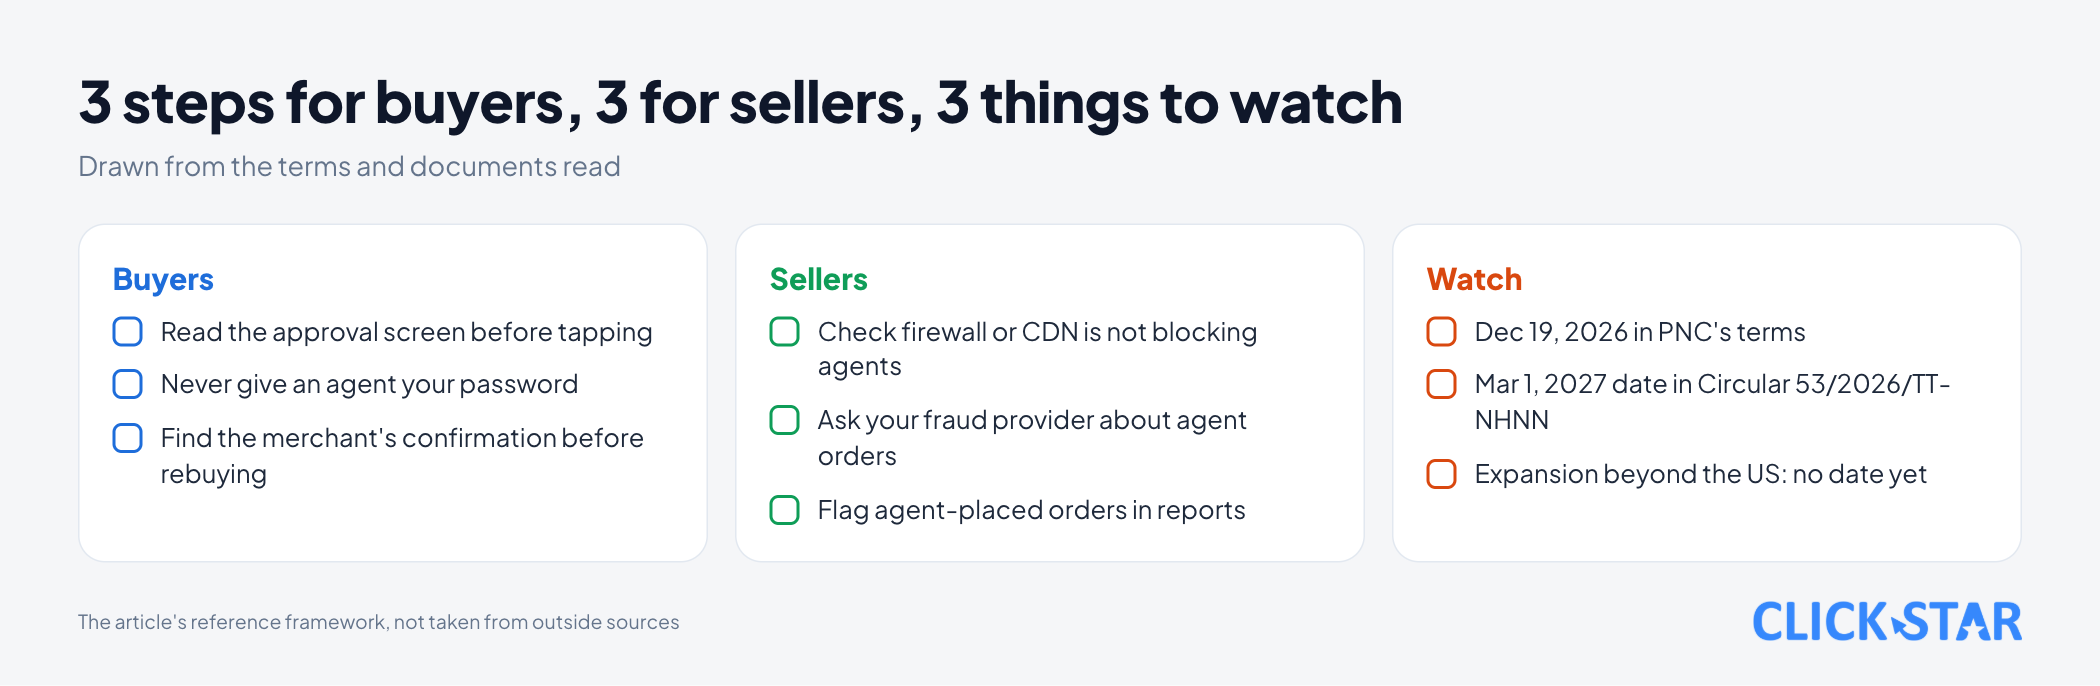 3 steps for buyers, 3 for sellers, 3 things to watch
Drawn from the terms and documents read
Buyers
Read the approval screen before tapping
Never give an agent your password
Find the merchant's confirmation before
rebuying
Sellers
Check firewall or CDN is not blocking
agents
Ask your fraud provider about agent
orders
Flag agent-placed orders in reports
Watch
Dec 19, 2026 in PNC's terms
Mar 1, 2027 date in Circular 53/2026/TT-
NHNN
Expansion beyond the US: no date yet
The article's reference framework, not taken from outside sources
CLICK STAR